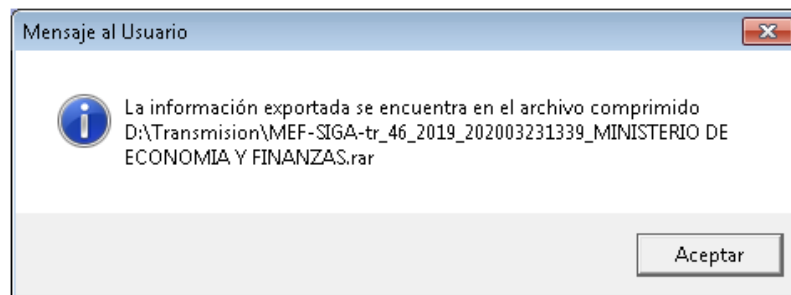 Mensaje al Usuario
La información exportada se encuentra en el archivo comprimido
D:\Transmision\MEF-SIGA-tr_46_2019_202003231339_MINISTERIO DE
ECONOMIA Y FINANZAS.rar
Aceptar